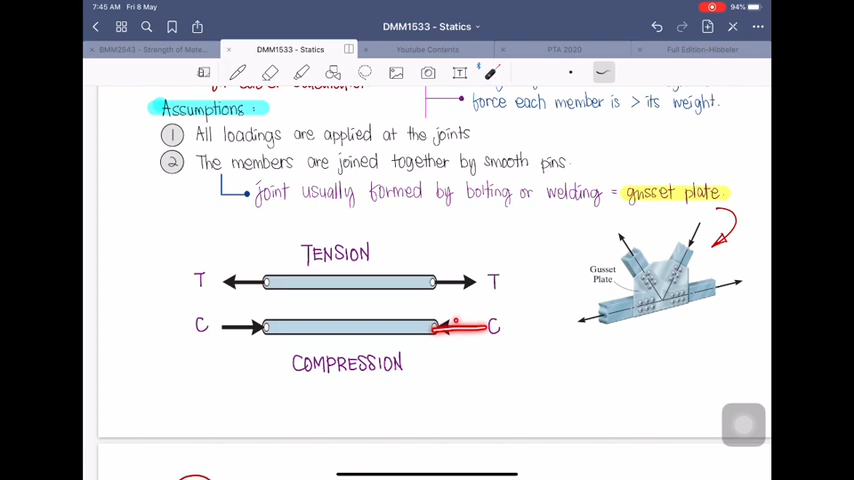 7:45 AM Fri 8 May
94%
DMM1533 - Statics
BMM2543 - Strength of Mate...
DMM1533 - Statics
Youtube Contents
PTA 2020
Full Edition-Hibbeler
force each member is > its weight.
Assumptions:
1 All loadings are applied at the joints
2 The members are joined together by smooth pins.
joint usually formed by bolting or welding = gusset plate.
TENSION
T T
Gusset
Plate
C C
COMPRESSION